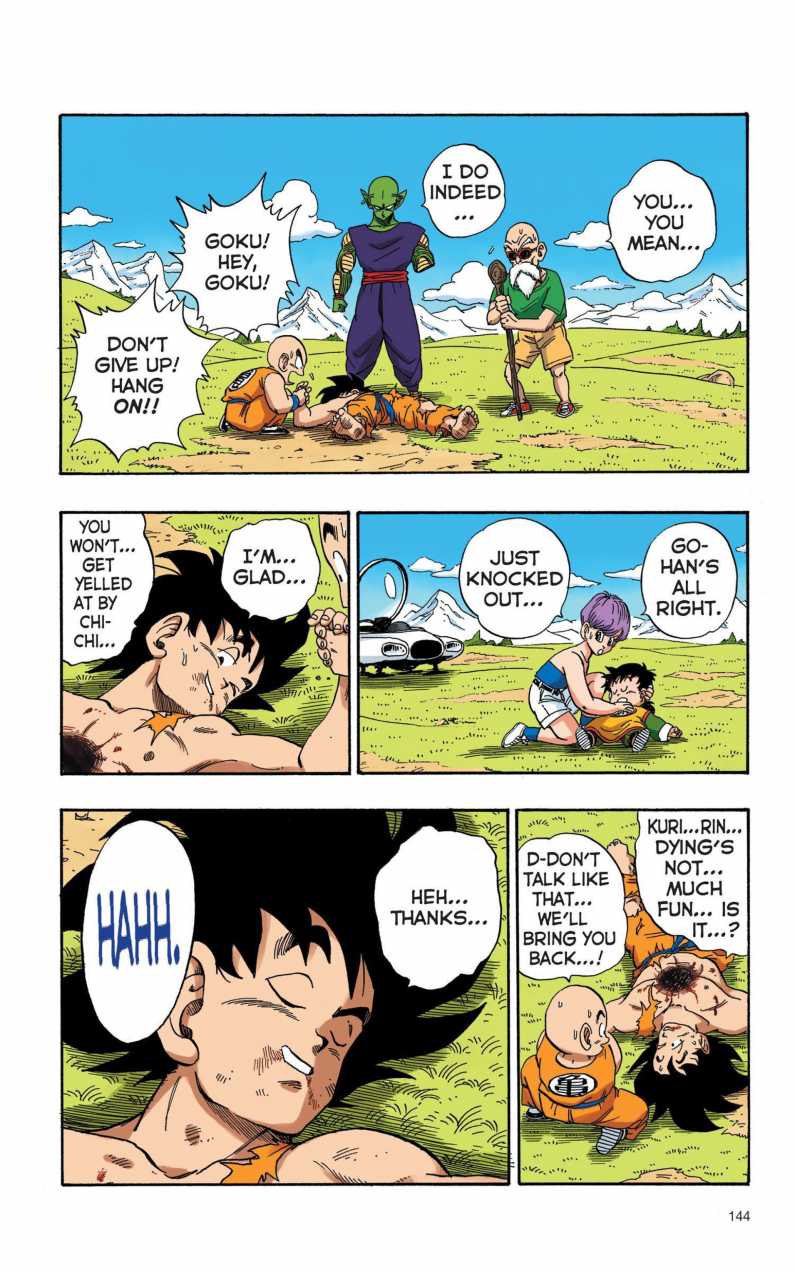 YOU...
YOU
MEAN...
I DO
INDEED
...
GOKU!
HEY,
GOKU!
DON'T
GIVE UP!
HANG
ON!!
GO-
HAN'S
ALL
RIGHT.
JUST
KNOCKED
OUT...
I'M...
GLAD...
YOU
WON'T...
GET
YELLED
AT BY
CHI-
CHI...
KURI...RIN...
DYING'S
NOT...
MUCH
FUN... IS
IT...?
D-DON'T
TALK LIKE
THAT...
WE'LL
BRING YOU
BACK...!
HEH...
THANKS...
HAHH.
144